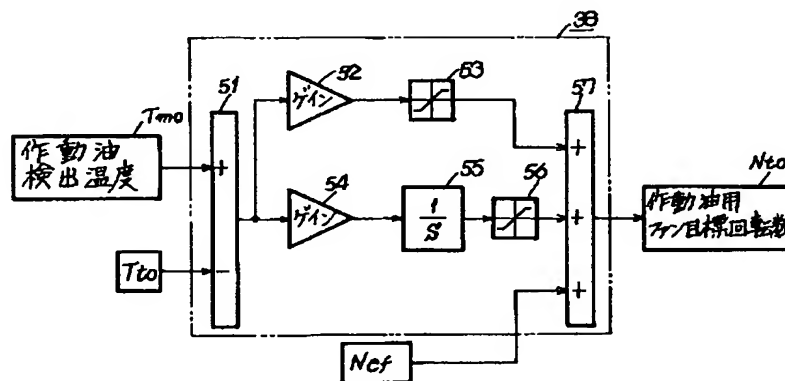 38
52
53
51
57
Tmo
ゲイン
作動油
検出温度
+
+
54
55
56
Nto
ゲイン
1
S
+
作動油用
ファン目標回転数
Tto
−
+
Nef